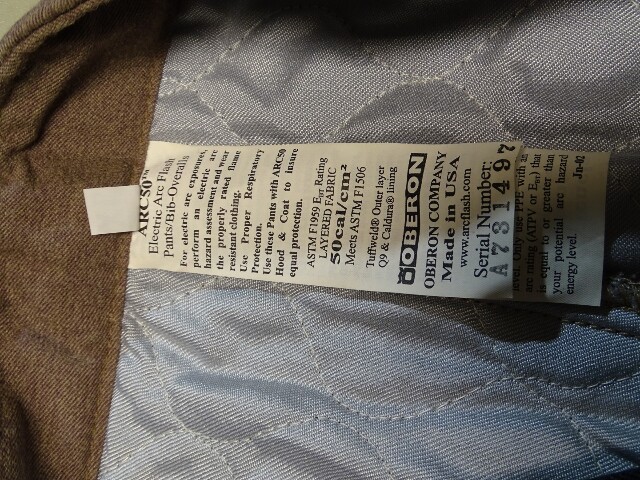 ARC50™
Electric Arc Flash
Pants/Bib-Overalls
For electric arc exposures,
perform an electric arc
hazard assessment and wear
the properly rated flame
resistant clothing.
Use Proper Respiratory
Protection.
Use these Pants with ARC50
Hood & Coat to insure
equal protection.
ASTM F1959 Ebt Rating
LAYERED FABRIC
50cal/cm²
Meets ASTM F1506
Tuffweld® Outer layer
Q9 & Caldura® lining
OBERON
OBERON COMPANY
Made in USA
www.arcflash.com
Serial Number:
A731497
level. Only use PPE with an
arc rating (ATPV or Ebt) that
is equal to or greater than
your potential arc hazard
energy level.
Jn-02